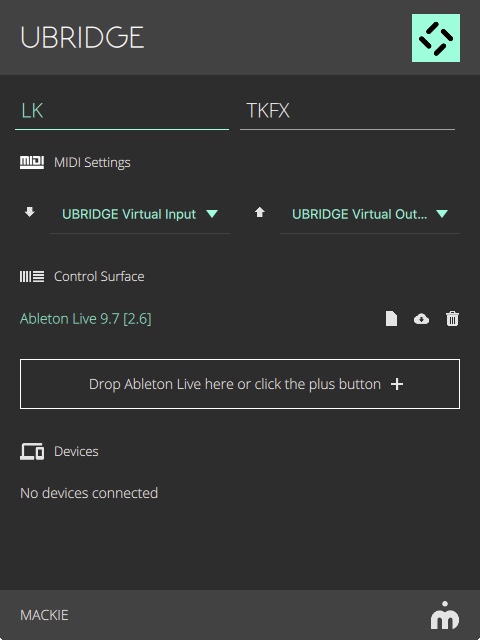 UBRIDGE
LK TKFX
MIDI MIDI Settings
UBRIDGE Virtual Input UBRIDGE Virtual Out...
Control Surface
Ableton Live 9.7 [2.6]
Drop Ableton Live here or click the plus button
Devices
No devices connected
MACKIE